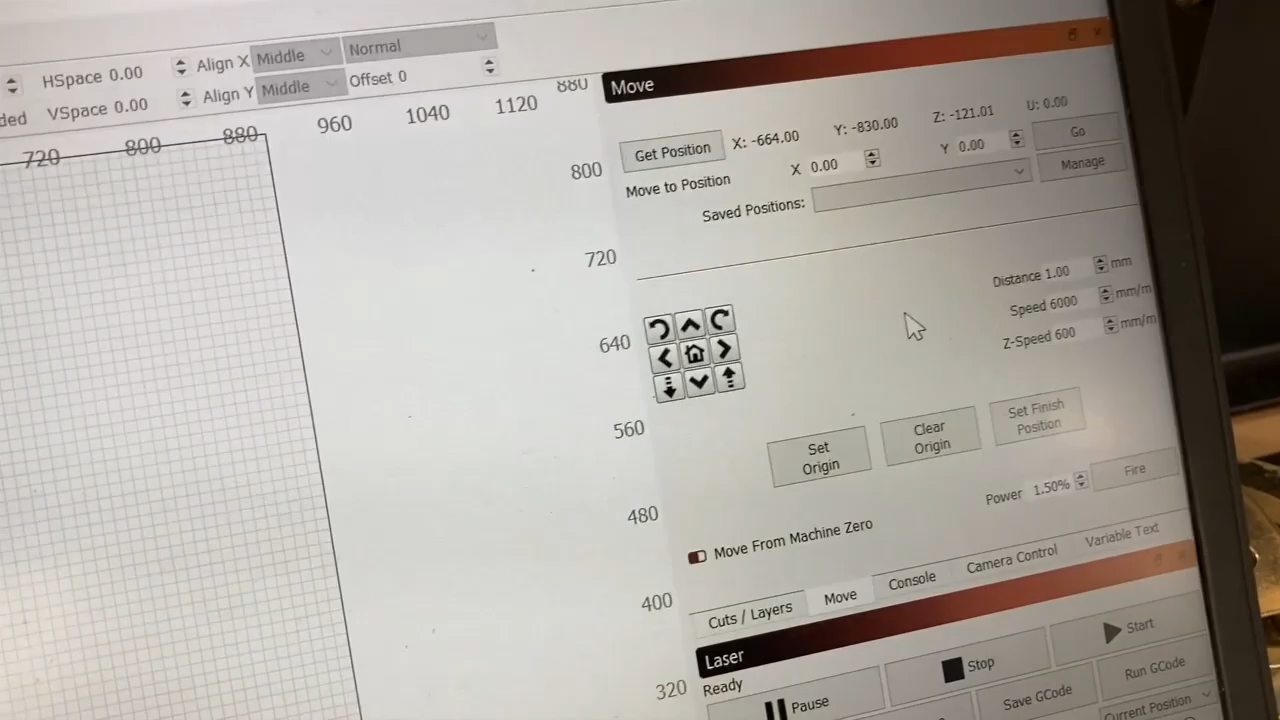 HSpace 0.00 Align X Middle Normal
VSpace 0.00 Align Y Middle Offset 0
720 800 880 960 1040 1120 880
Move
Get Position X: -664.00 Y: -830.00 Z: -121.01 U: 0.00
Move to Position X 0.00 Y 0.00 Go
Saved Positions: Manage
800
720
Distance 1.00 mm
Speed 6000 mm/m
Z-Speed 600 mm/m
640
560
Set Origin
Clear Origin
Set Finish Position
480
Power 1.50% Fire
Move From Machine Zero
400
Cuts / Layers Move Console Camera Control Variable Text
Laser
320
Ready
Pause Stop Start
Save GCode Run GCode
Current Position